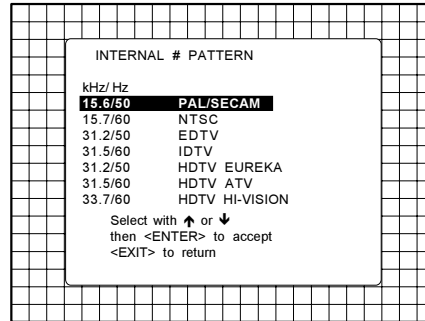 INTERNAL # PATTERN
kHz/ Hz
15.6/50 PAL/SECAM
15.7/60 NTSC
31.2/50 EDTV
31.5/60 IDTV
31.2/50 HDTV EUREKA
31.5/60 HDTV ATV
33.7/60 HDTV HI-VISION
Select with ↑ or ↓
then <ENTER> to accept
<EXIT> to return